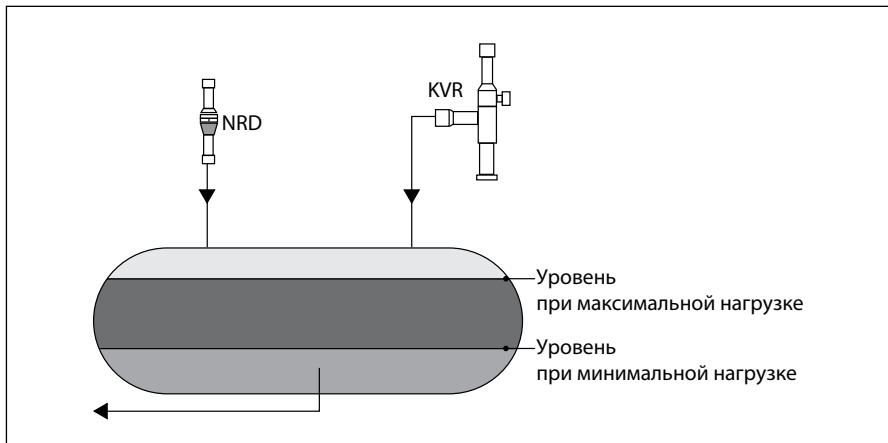 KVR
NRD
Уровень
при максимальной нагрузке
Уровень
при минимальной нагрузке